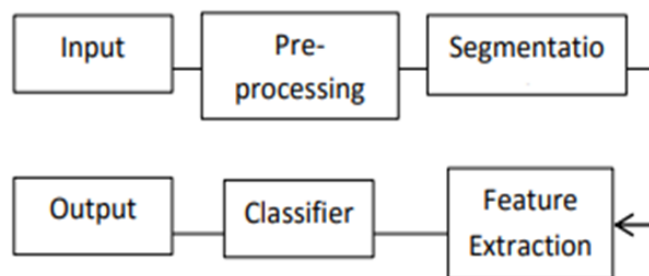 Input
Pre-
processing
Segmentatio
Feature
Extraction
Classifier
Output